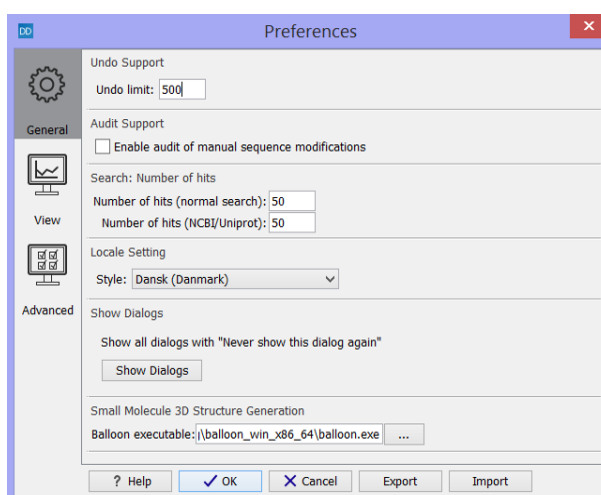 DD
Preferences
General
View
Advanced
Undo Support
Undo limit: 500
Audit Support
Enable audit of manual sequence modifications
Search: Number of hits
Number of hits (normal search): 50
Number of hits (NCBI/Uniprot): 50
Locale Setting
Style: Dansk (Danmark)
Show Dialogs
Show all dialogs with "Never show this dialog again"
Show Dialogs
Small Molecule 3D Structure Generation
Balloon executable: \balloon_win_x86_64\balloon.exe ...
? Help OK Cancel Export Import